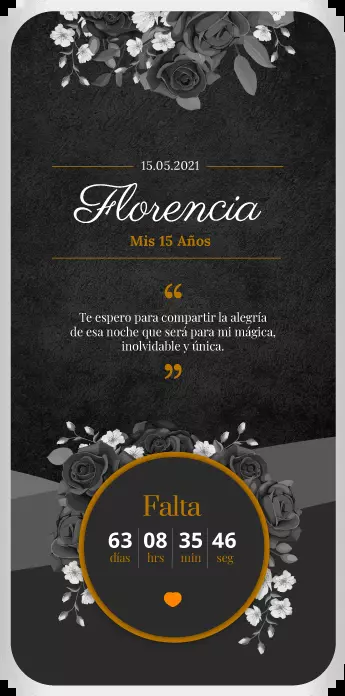 15.05.2021
Florencia
Mis 15 Años
“
Te espero para compartir la alegría
de esa noche que será para mi mágica,
inolvidable y única.
”
Falta
63 08 35 46
días hrs min seg